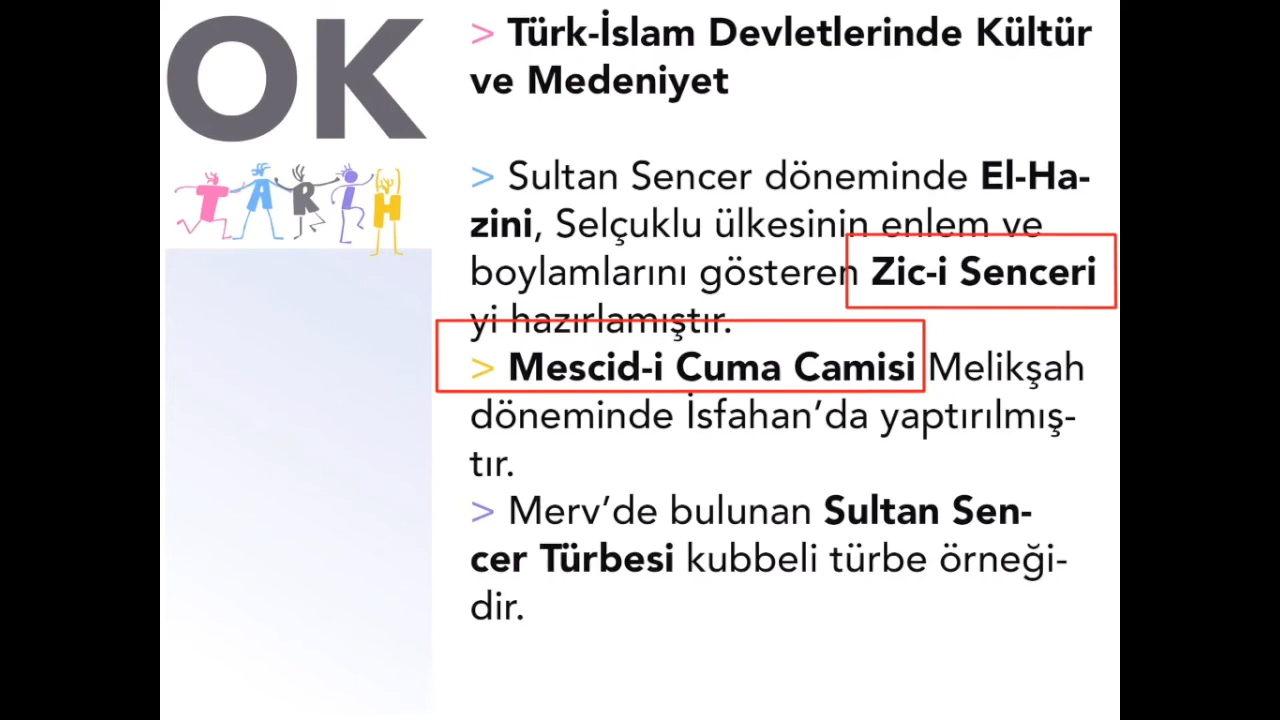 OK
TARİH
> Türk-İslam Devletlerinde Kültür
ve Medeniyet
> Sultan Sencer döneminde El-Ha-
zini, Selçuklu ülkesinin enlem ve
boylamlarını gösteren Zic-i Senceri
yi hazırlamıştır.
> Mescid-i Cuma Camisi Melikşah
döneminde İsfahan’da yaptırılmış-
tır.
> Merv’de bulunan Sultan Sen-
cer Türbesi kubbeli türbe örneği-
dir.